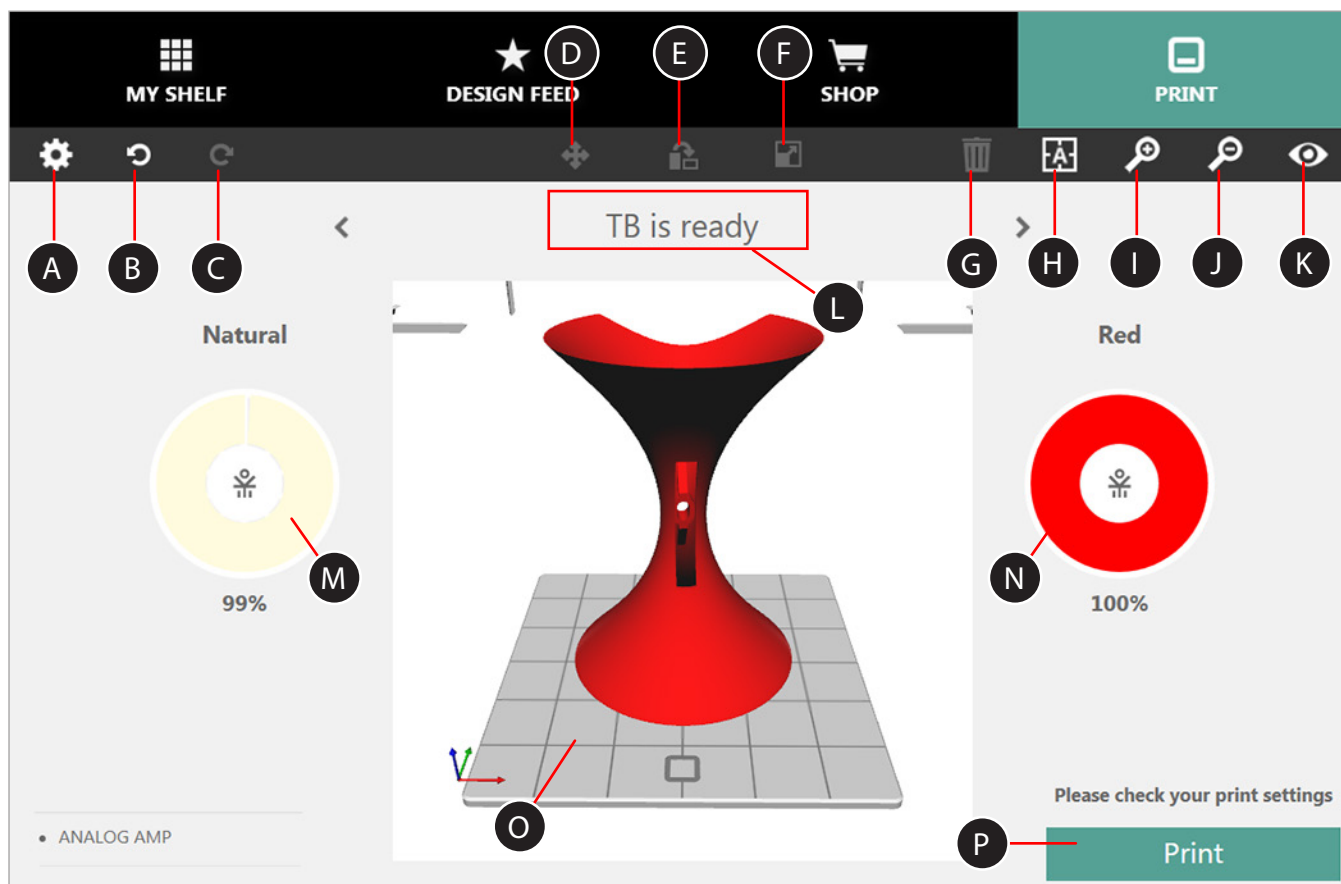 MY SHELF
DESIGN FEED
SHOP
PRINT
D
E
F
A
A
B
C
G
H
I
J
K
TB is ready
L
Natural
Red
M
N
99%
100%
O
Please check your print settings
• ANALOG AMP
P
Print